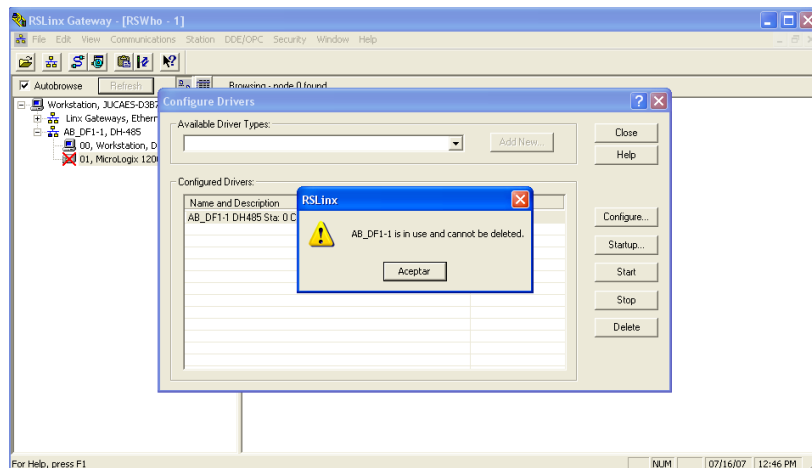 RSLinx Gateway - [RSWho - 1]
File Edit View Communications Station DDE/OPC Security Window Help
Autobrowse Refresh Browsing - node 0 found
Workstation, JUCAES-D3B7
Linx Gateways, Ethern
AB_DF1-1, DH-485
00, Workstation, D
01, MicroLogix 120
Configure Drivers
Available Driver Types:
Add New...
Close
Help
Configured Drivers:
Name and Description
AB_DF1-1 DH485 Sta: 0 C
RSLinx
AB_DF1-1 is in use and cannot be deleted.
Aceptar
Configure...
Startup...
Start
Stop
Delete
For Help, press F1
NUM 07/16/07 12:46 PM